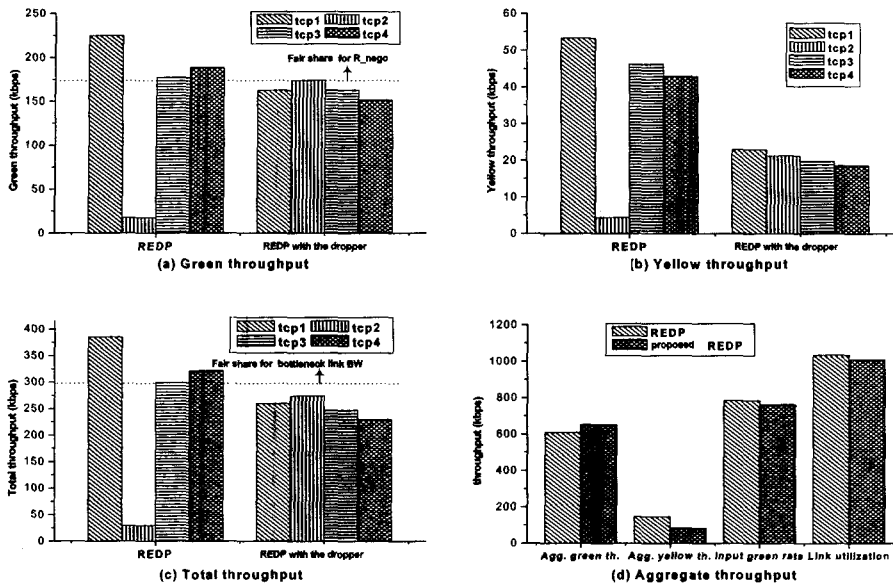 tcp1 tcp2
tcp3 tcp4
Fair share for R_nego
Green throughput (kbps)
250
200
150
100
50
0
REDP
REDP with the dropper
(a) Green throughput
tcp1
tcp2
tcp3
tcp4
Yellow throughput (kbps)
60
50
40
30
20
10
0
REDP
REDP with the dropper
(b) Yellow throughput
tcp1 tcp2
tcp3 tcp4
Fair share for bottleneck link BW
Total throughput (kbps)
400
350
300
250
200
150
100
50
0
REDP
REDP with the dropper
(c) Total throughput
REDP
proposed REDP
throughput (kbps)
1200
1000
800
600
400
200
0
Agg. green th. Agg. yellow th. Input green rate Link utilization
(d) Aggregate throughput